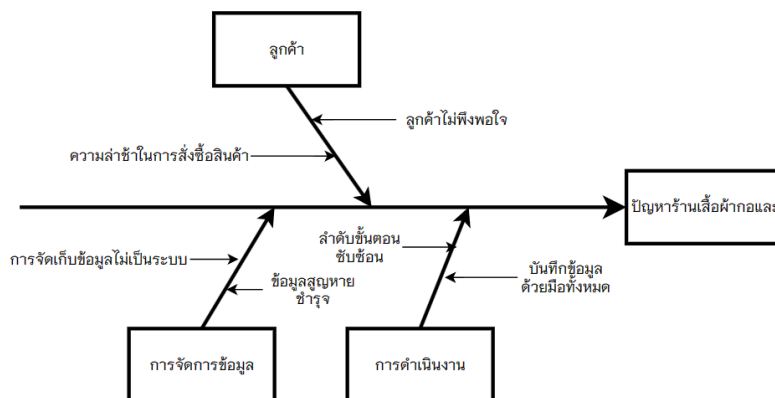 ลูกค้า
ลูกค้าไม่พึงพอใจ
ความล่าช้าในการสั่งซื้อสินค้า
ปัญหาร้านเสื้อผ้ากอและ
ลำดับขั้นตอน
ซับซ้อน
การจัดเก็บข้อมูลไม่เป็นระบบ
บันทึกข้อมูล
ด้วยมือทั้งหมด
ข้อมูลสูญหาย
ชำรุจ
การจัดการข้อมูล
การดำเนินงาน